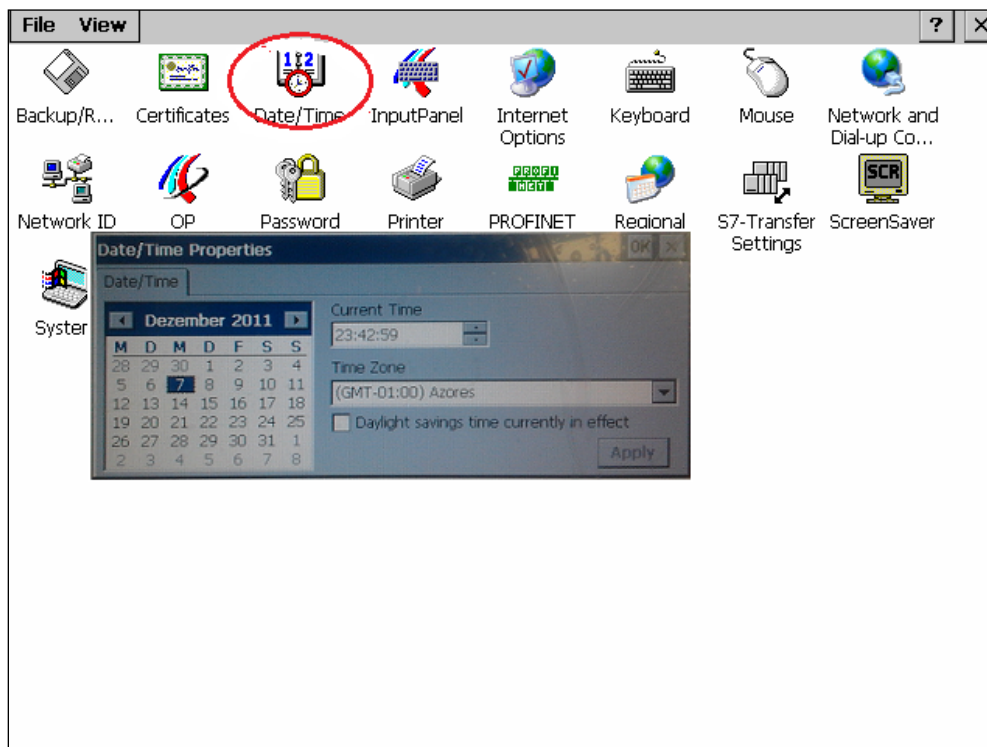 File View ? ×
Backup/R... Certificates Date/Time InputPanel Internet Options Keyboard Mouse Network and Dial-up Co...
Network ID OP Password Printer PROFINET Regional S7-Transfer Settings ScreenSaver
SCR
PROFI
NET
Syster
Date/Time Properties OK ×
Date/Time
Dezember 2011
M D M D F S S
28 29 30 1 2 3 4
5 6 7 8 9 10 11
12 13 14 15 16 17 18
19 20 21 22 23 24 25
26 27 28 29 30 31 1
2 3 4 5 6 7 8
Current Time
23:42:59
Time Zone
(GMT-01:00) Azores
Daylight savings time currently in effect
Apply